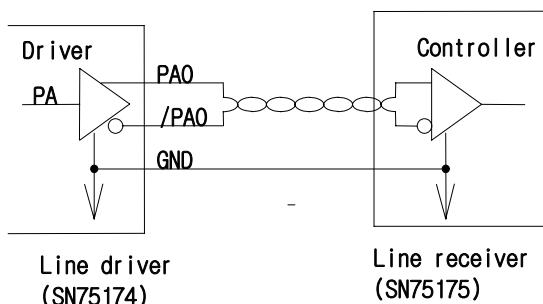 Driver
Controller
PAO
PA
/PAO
GND
Line driver
(SN75174)
Line receiver
(SN75175)